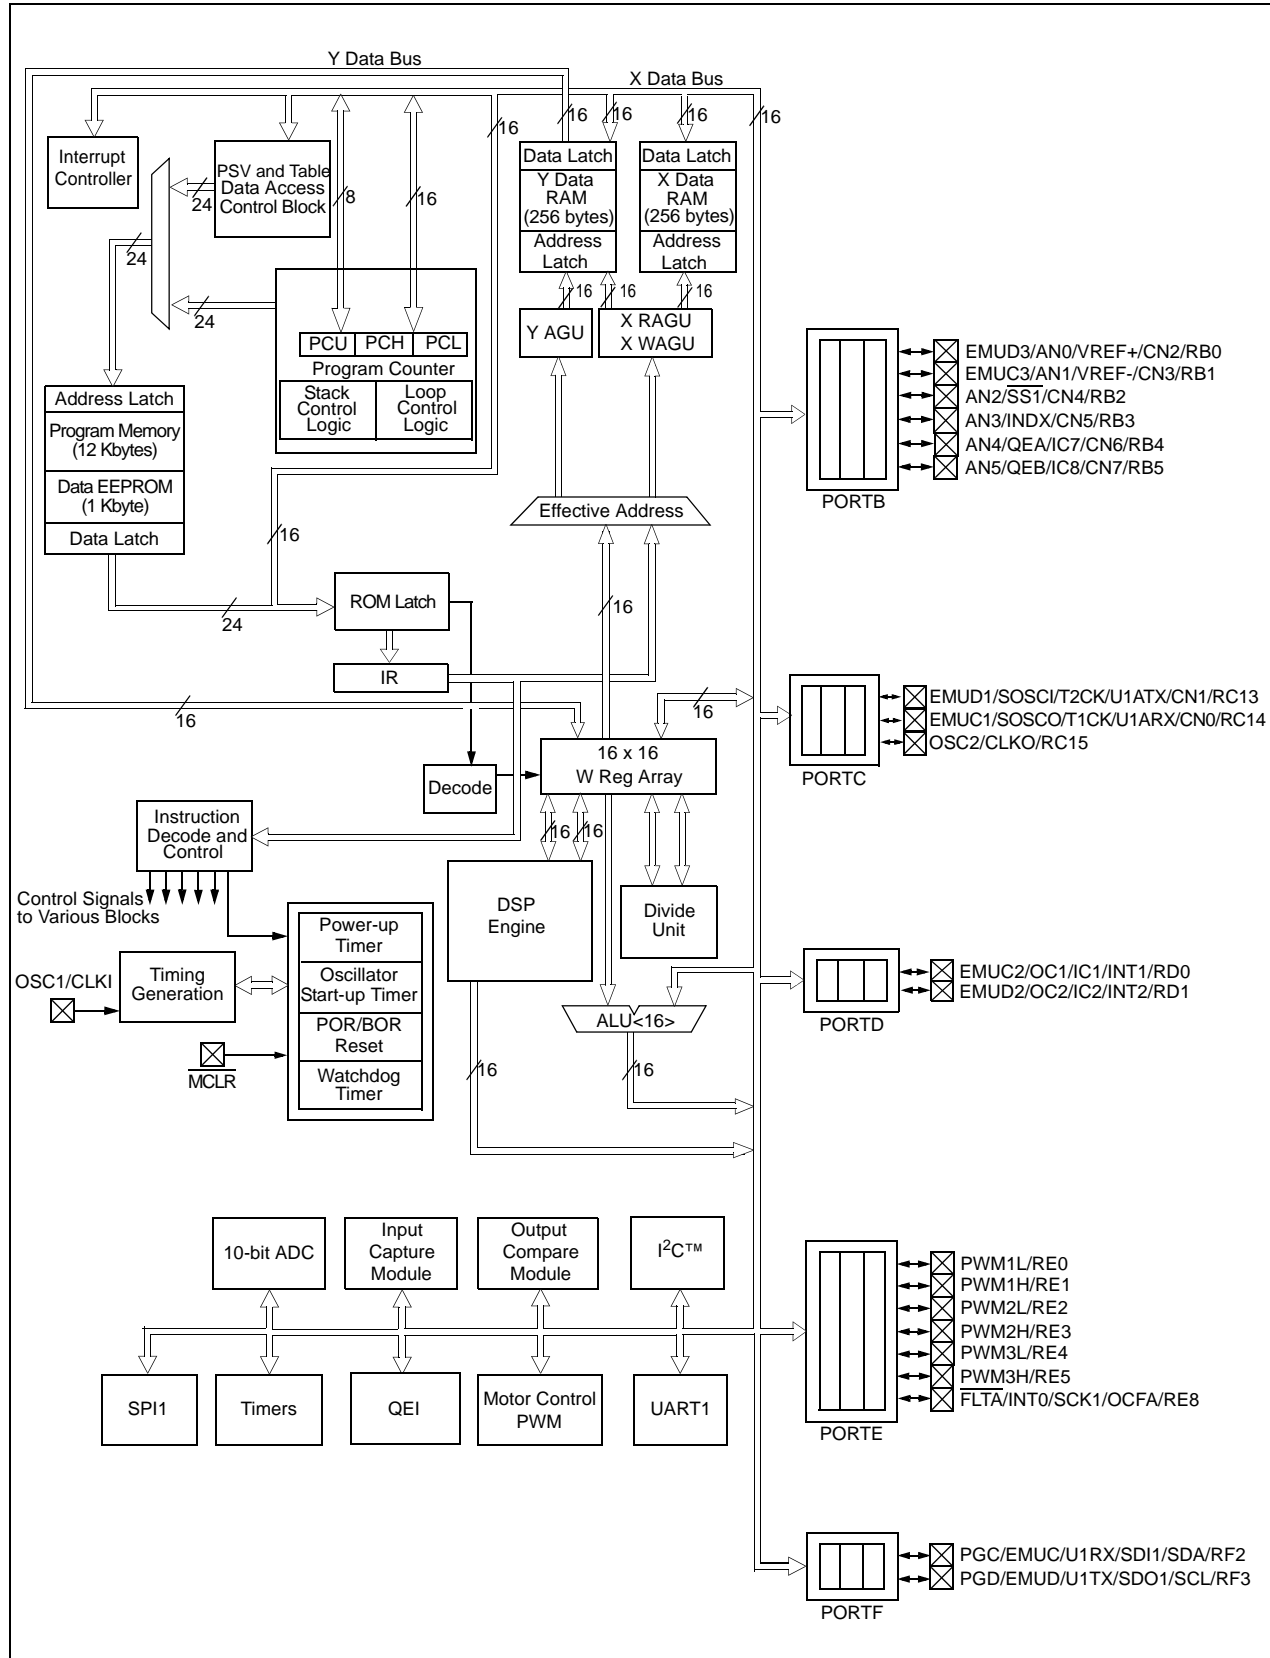 Y Data Bus
X Data Bus
16
16
16
16
16
Interrupt
Controller
PSV and Table
Data Access
Control Block
24
24
24
8
16
Data Latch
Y Data
RAM
(256 bytes)
Address
Latch
Data Latch
X Data
RAM
(256 bytes)
Address
Latch
16
16
16
Y AGU
X RAGU
X WAGU
PCU
PCH
PCL
Program Counter
Stack
Control
Logic
Loop
Control
Logic
Address Latch
Program Memory
(12 Kbytes)
Data EEPROM
(1 Kbyte)
Data Latch
16
24
Effective Address
16
ROM Latch
IR
16
16
16 x 16
W Reg Array
Decode
Instruction
Decode and
Control
Control Signals
to Various Blocks
16
16
DSP
Engine
Divide
Unit
OSC1/CLKI
Timing
Generation
Power-up
Timer
Oscillator
Start-up Timer
POR/BOR
Reset
Watchdog
Timer
MCLR
ALU<16>
16
16
10-bit ADC
Input
Capture
Module
Output
Compare
Module
I²C™
SPI1
Timers
QEI
Motor Control
PWM
UART1
EMUD3/AN0/VREF+/CN2/RB0
EMUC3/AN1/VREF-/CN3/RB1
AN2/SS1/CN4/RB2
AN3/INDX/CN5/RB3
AN4/QEA/IC7/CN6/RB4
AN5/QEB/IC8/CN7/RB5
PORTB
EMUD1/SOSCI/T2CK/U1ATX/CN1/RC13
EMUC1/SOSCO/T1CK/U1ARX/CN0/RC14
OSC2/CLKO/RC15
PORTC
EMUC2/OC1/IC1/INT1/RD0
EMUD2/OC2/IC2/INT2/RD1
PORTD
PWM1L/RE0
PWM1H/RE1
PWM2L/RE2
PWM2H/RE3
PWM3L/RE4
PWM3H/RE5
FLTA/INT0/SCK1/OCFA/RE8
PORTE
PGC/EMUC/U1RX/SDI1/SDA/RF2
PGD/EMUD/U1TX/SDO1/SCL/RF3
PORTF